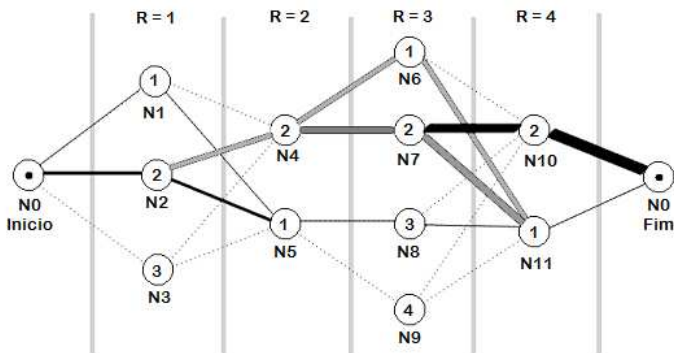 R = 1 R = 2 R = 3 R = 4
1
N6
1
N1
2
N4
2
N7
2
N10
N0
Inicio
2
N2
N0
Fim
1
N5
3
N8
1
N11
3
N3
4
N9